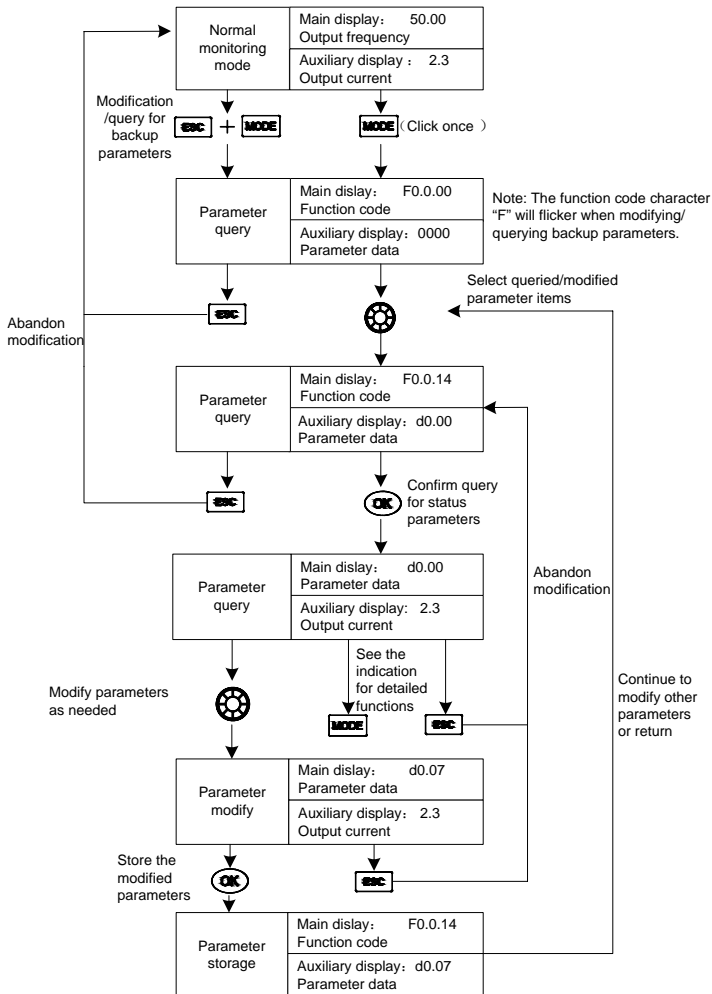 Normal
monitoring
mode
Main display: 50.00
Output frequency
Auxiliary display： 2.3
Output current
Modification
/query for
backup
parameters
ESC + MODE
MODE（Click once ）
Parameter
query
Main dislay： F0.0.00
Function code
Auxiliary display：0000
Parameter data
Note: The function code character
“F” will flicker when modifying/
querying backup parameters.
ESC
Select queried/modified
parameter items
Abandon
modification
Parameter
query
Main dislay： F0.0.14
Function code
Auxiliary display：d0.00
Parameter data
ESC
OK
Confirm query
for status
parameters
Parameter
query
Main dislay： d0.00
Parameter data
Auxiliary display: 2.3
Output current
Abandon
modification
Modify parameters
as needed
See the
indication
for detailed
functions
MODE
ESC
Continue to
modify other
parameters
or return
Parameter
modify
Main dislay： d0.07
Parameter data
Auxiliary display： 2.3
Output current
Store the
modified
parameters
OK
ESC
Parameter
storage
Main dislay： F0.0.14
Function code
Auxiliary display：d0.07
Parameter data